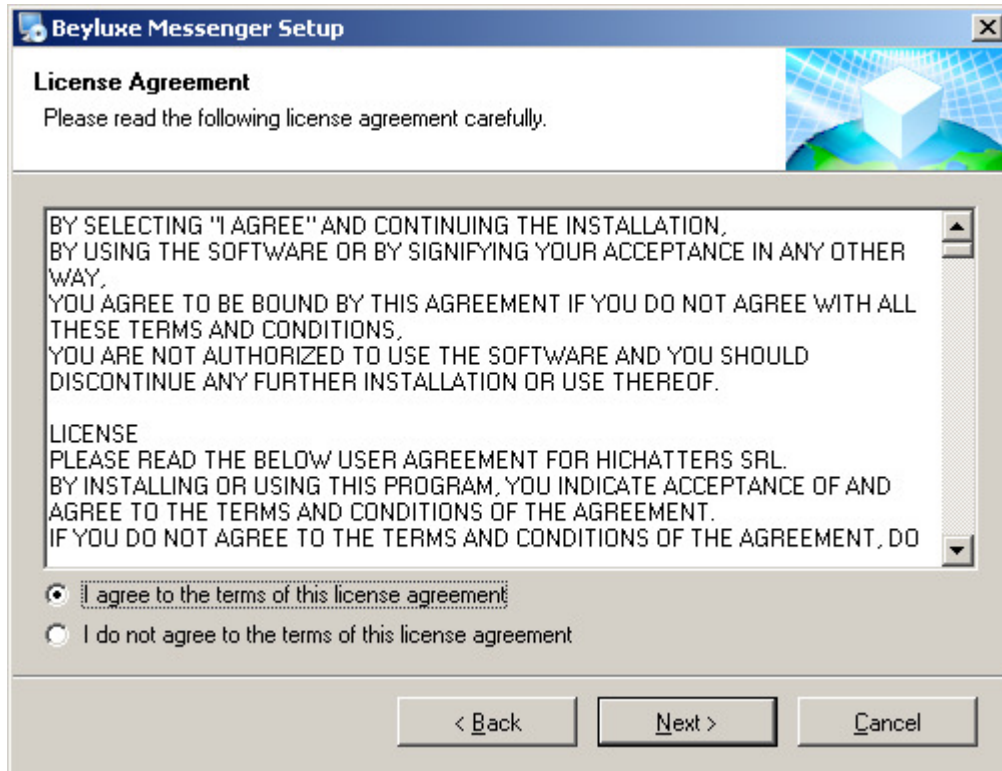 Beyluxe Messenger Setup
License Agreement
Please read the following license agreement carefully.
BY SELECTING "I AGREE" AND CONTINUING THE INSTALLATION,
BY USING THE SOFTWARE OR BY SIGNIFYING YOUR ACCEPTANCE IN ANY OTHER
WAY,
YOU AGREE TO BE BOUND BY THIS AGREEMENT IF YOU DO NOT AGREE WITH ALL
THESE TERMS AND CONDITIONS,
YOU ARE NOT AUTHORIZED TO USE THE SOFTWARE AND YOU SHOULD
DISCONTINUE ANY FURTHER INSTALLATION OR USE THEREOF.
LICENSE
PLEASE READ THE BELOW USER AGREEMENT FOR HICHATTERS SRL.
BY INSTALLING OR USING THIS PROGRAM, YOU INDICATE ACCEPTANCE OF AND
AGREE TO THE TERMS AND CONDITIONS OF THE AGREEMENT.
IF YOU DO NOT AGREE TO THE TERMS AND CONDITIONS OF THE AGREEMENT, DO
I agree to the terms of this license agreement
I do not agree to the terms of this license agreement
< Back
Next >
Cancel